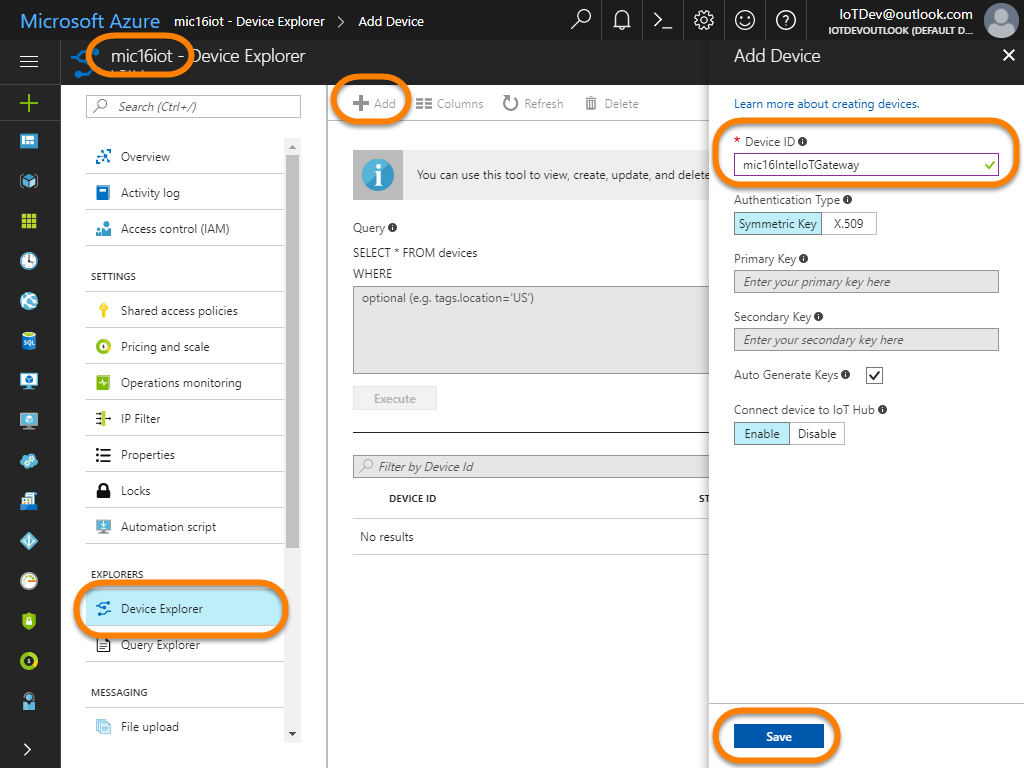 Microsoft Azure mic16iot - Device Explorer > Add Device
IoTDev@outlook.com
IOTDEVOUTLOOK (DEFAULT D...
mic16iot - Device Explorer
Search (Ctrl+/)
Overview
Activity log
Access control (IAM)
SETTINGS
Shared access policies
Pricing and scale
Operations monitoring
IP Filter
Properties
Locks
Automation script
EXPLORERS
Device Explorer
Query Explorer
MESSAGING
File upload
Add Columns Refresh Delete
You can use this tool to view, create, update, and delete
Query
SELECT * FROM devices
WHERE
optional (e.g. tags.location='US')
Execute
Filter by Device Id
DEVICE ID ST
No results
Add Device
Learn more about creating devices.
* Device ID
mic16IntelIoTGateway
Authentication Type
Symmetric Key X.509
Primary Key
Enter your primary key here
Secondary Key
Enter your secondary key here
Auto Generate Keys
Connect device to IoT Hub
Enable Disable
Save